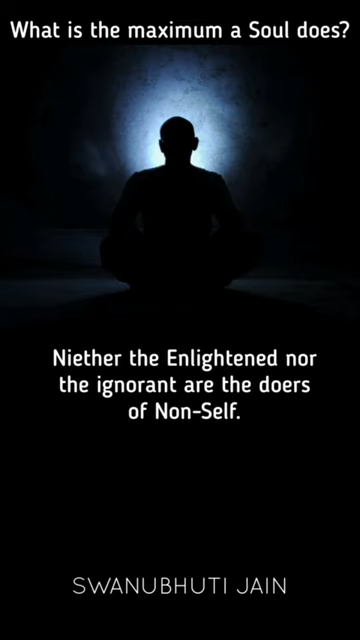 What is the maximum a Soul does?
Niether the Enlightened nor
the ignorant are the doers
of Non-Self.
SWANUBHUTI JAIN